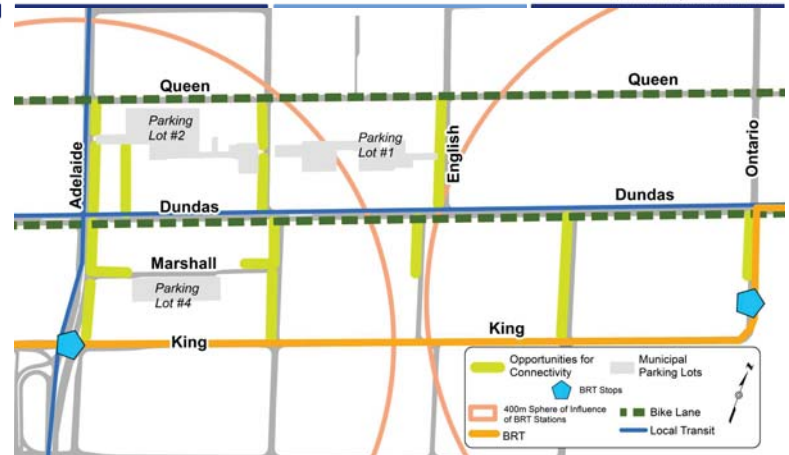 Queen
Queen
Parking
Lot #2
Parking
Lot #1
Adelaide
English
Ontario
Dundas
Dundas
Marshall
Parking
Lot #4
King
King
Opportunities for
Connectivity
Municipal
Parking Lots
BRT Stops
400m Sphere of Influence
of BRT Stations
Bike Lane
BRT
Local Transit
N